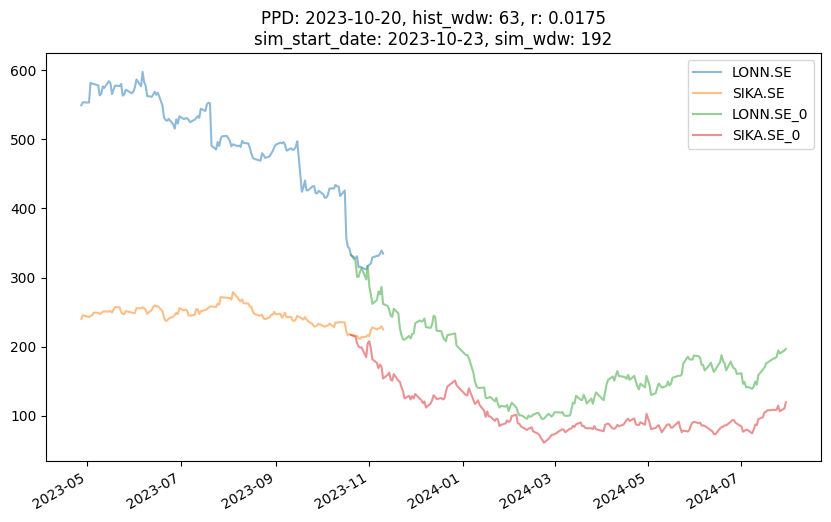 PPD: 2023-10-20, hist_wdw: 63, r: 0.0175
sim_start_date: 2023-10-23, sim_wdw: 192
LONN.SE
SIKA.SE
LONN.SE_0
SIKA.SE_0
600
500
400
300
200
100
2023-05
2023-07
2023-09
2023-11
2024-01
2024-03
2024-05
2024-07